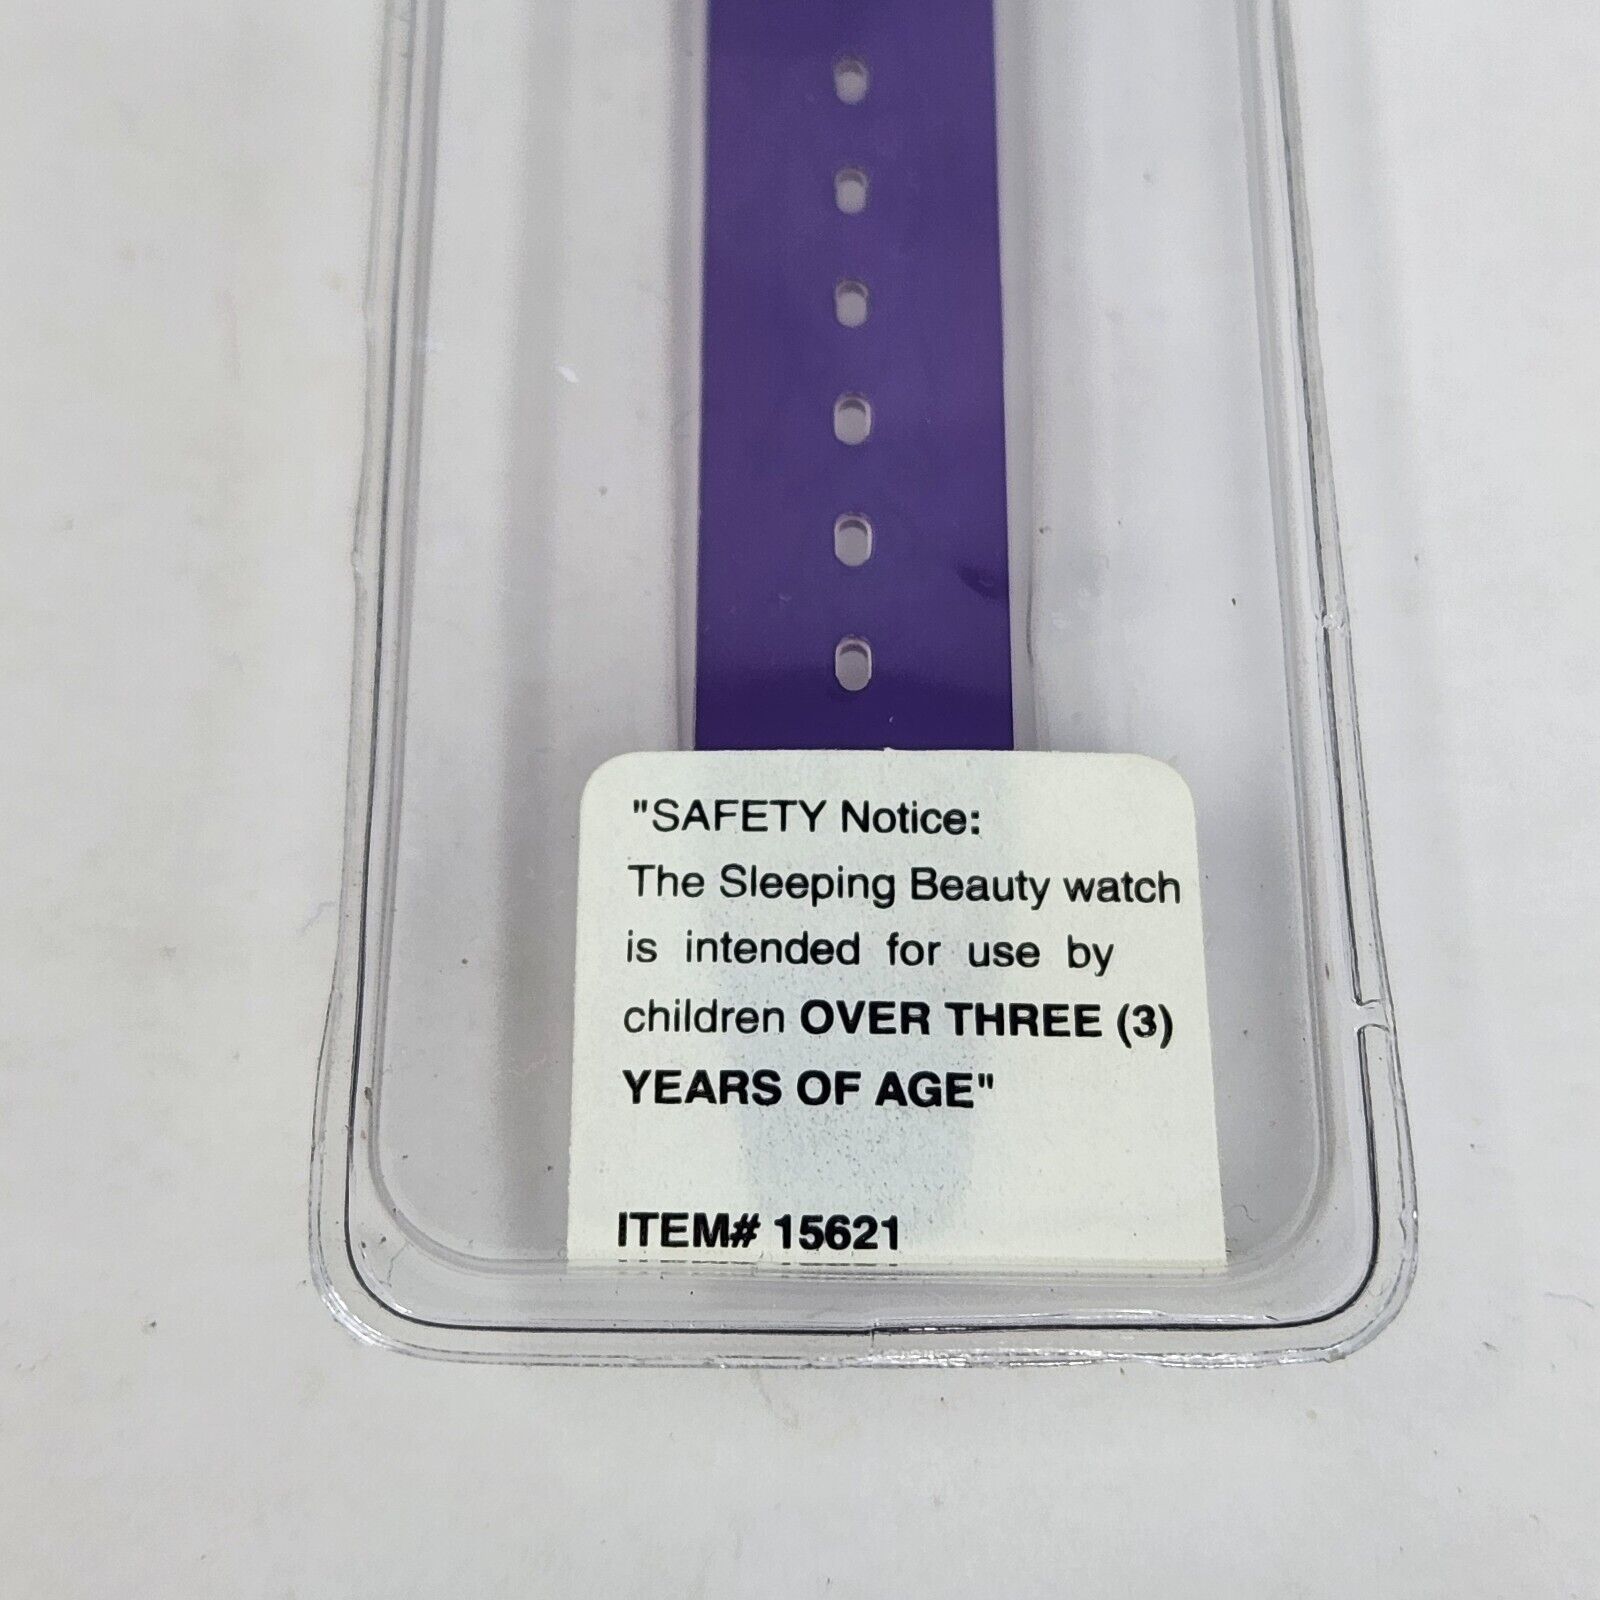 "SAFETY Notice:
The Sleeping Beauty watch
is intended for use by
children OVER THREE (3)
YEARS OF AGE"
ITEM# 15621